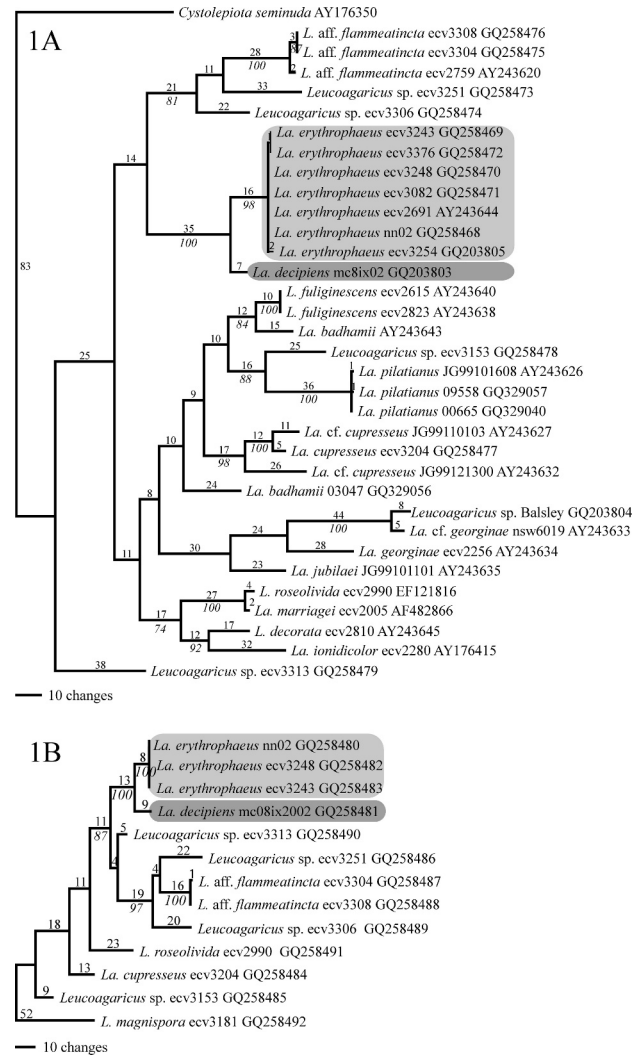 Cystolepiota seminuda AY176350
1A
3
L. aff. flammeatincta ecv3308 GQ258476
87
L. aff. flammeatincta ecv3304 GQ258475
28
100
2
L. aff. flammeatincta ecv2759 AY243620
11
33
Leucoagaricus sp. ecv3251 GQ258473
21
81
22
Leucoagaricus sp. ecv3306 GQ258474
La. erythrophaeus ecv3243 GQ258469
La. erythrophaeus ecv3376 GQ258472
14
La. erythrophaeus ecv3248 GQ258470
16
98
La. erythrophaeus ecv3082 GQ258471
La. erythrophaeus ecv2691 AY243644
35
100
La. erythrophaeus nn02 GQ258468
2
La. erythrophaeus ecv3254 GQ203805
83
7
La. decipiens mc8ix02 GQ203803
10
100
L. fuliginescens ecv2615 AY243640
12
84
L. fuliginescens ecv2823 AY243638
15
La. badhamii AY243643
10
25
Leucoagaricus sp. ecv3153 GQ258478
25
16
88
1
La. pilatianus JG99101608 AY243626
36
100
La. pilatianus 09558 GQ329057
9
La. pilatianus 00665 GQ329040
11
La. cf. cupresseus JG99110103 AY243627
12
100
10
17
98
5
La. cupresseus ecv3204 GQ258477
26
La. cf. cupresseus JG99121300 AY243632
24
La. badhamii 03047 GQ329056
8
8
Leucoagaricus sp. Balsley GQ203804
44
100
5
La. cf. georginae nsw6019 AY243633
24
28
La. georginae ecv2256 AY243634
30
11
23
La. jubilaei JG99101101 AY243635
4
L. roseolivida ecv2990 EF121816
27
100
2
La. marriagei ecv2005 AF482866
17
74
17
L. decorata ecv2810 AY243645
12
92
32
La. ionidicolor ecv2280 AY176415
38
Leucoagaricus sp. ecv3313 GQ258479
10 changes
1B
La. erythrophaeus nn02 GQ258480
8
100
La. erythrophaeus ecv3248 GQ258482
13
100
La. erythrophaeus ecv3243 GQ258483
9
La. decipiens mc08ix2002 GQ258481
11
87
5
Leucoagaricus sp. ecv3313 GQ258490
4
22
Leucoagaricus sp. ecv3251 GQ258486
4
1
L. aff. flammeatincta ecv3304 GQ258487
16
100
11
19
97
L. aff. flammeatincta ecv3308 GQ258488
20
Leucoagaricus sp. ecv3306 GQ258489
18
23
L. roseolivida ecv2990 GQ258491
13
La. cupresseus ecv3204 GQ258484
9
Leucoagaricus sp. ecv3153 GQ258485
52
L. magnispora ecv3181 GQ258492
10 changes